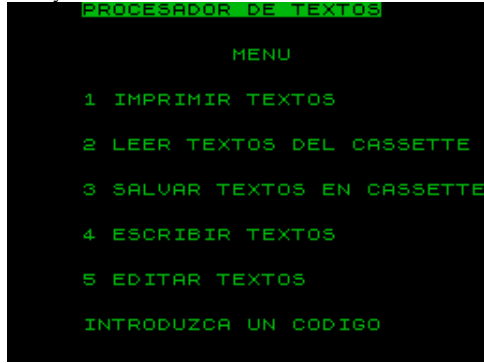 PROCESADOR DE TEXTOS
MENU
1 IMPRIMIR TEXTOS
2 LEER TEXTOS DEL CASSETTE
3 SALVAR TEXTOS EN CASSETTE
4 ESCRIBIR TEXTOS
5 EDITAR TEXTOS
INTRODUZCA UN CODIGO